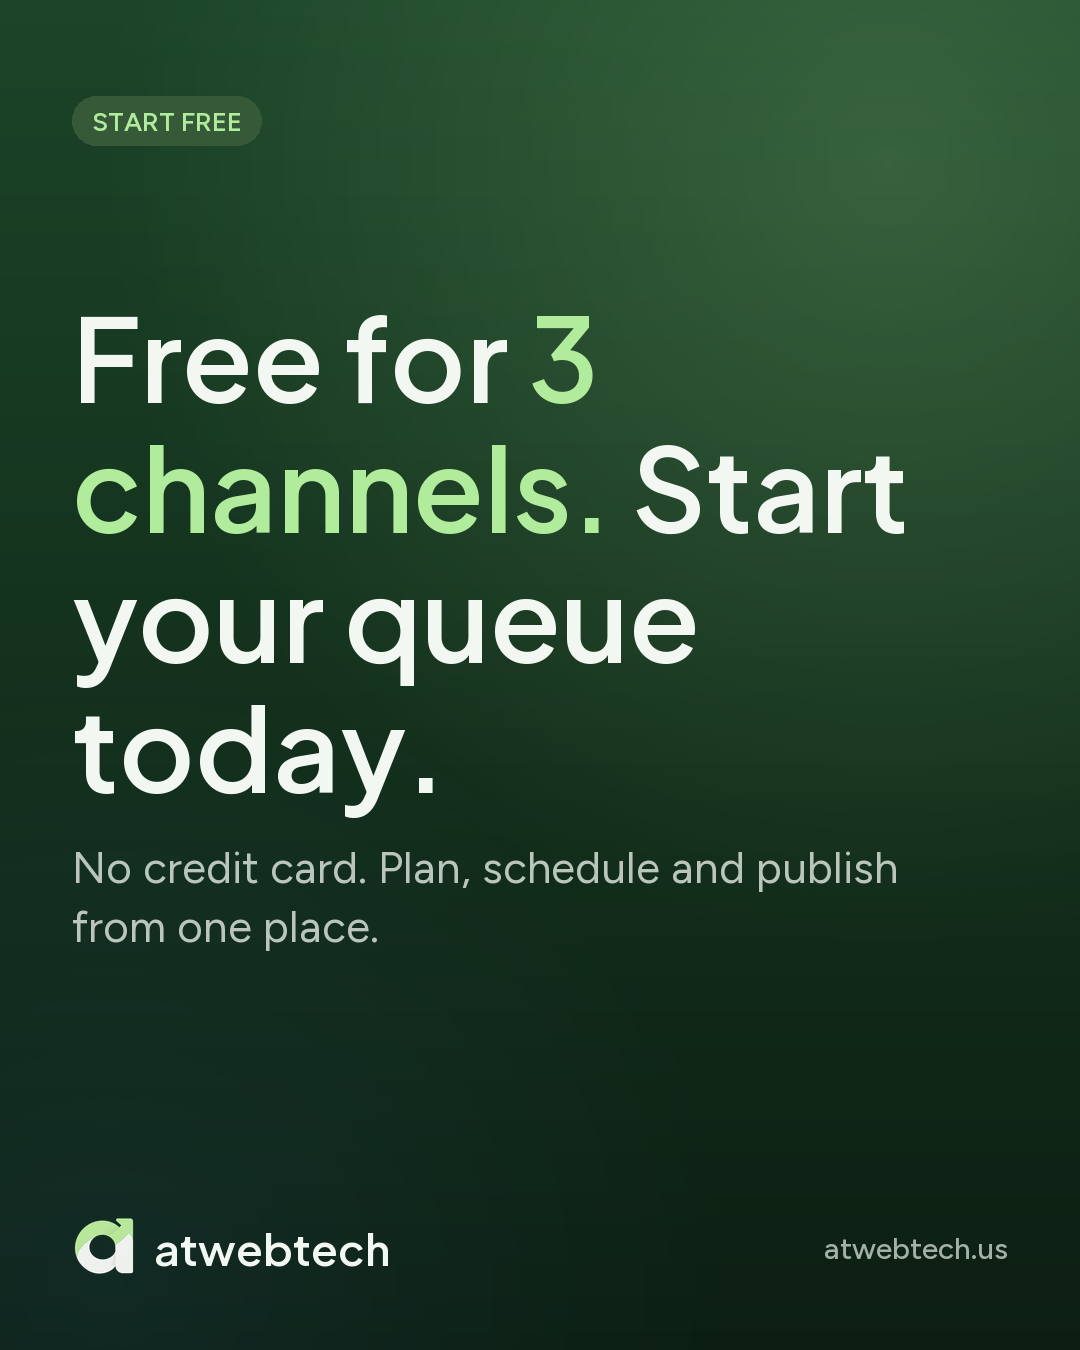 START FREE
Free for 3
channels. Start
your queue
today.
No credit card. Plan, schedule and publish
from one place.
atwebtech
atwebtech.us